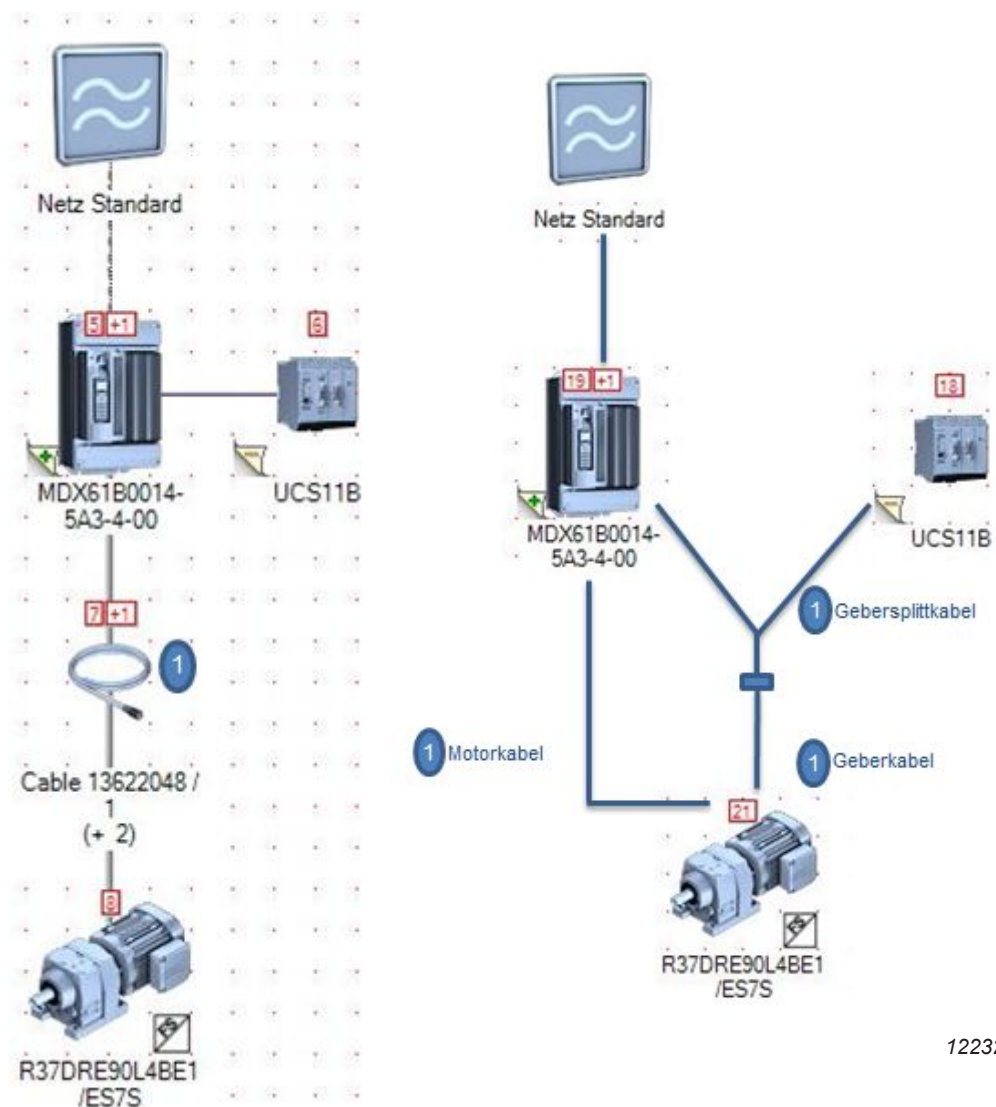 Netz Standard
5 +1
6
MDX61B0014-
5A3-4-00
UCS11B
7 +1
1
Cable 13622048 /
1
(+ 2)
8
R37DRE90L4BE1
/ES7S
Netz Standard
19 +1
18
MDX61B0014-
5A3-4-00
UCS11B
1 Gebersplittkabel
1 Motorkabel
1 Geberkabel
21
R37DRE90L4BE1
/ES7S
12232